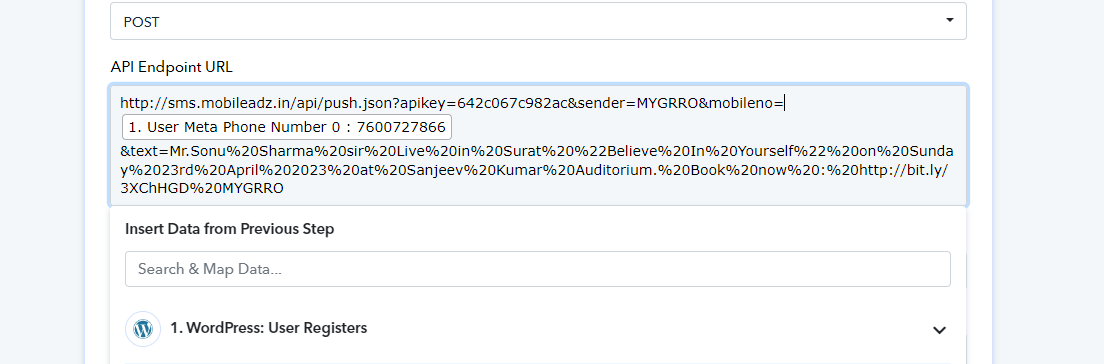 POST
API Endpoint URL
http://sms.mobileadz.in/api/push.json?apikey=642c067c982ac&sender=MYGRRO&mobileno=
1. User Meta Phone Number 0 : 7600727866
&text=Mr.Sonu%20Sharma%20sir%20Live%20in%20Surat%20%22Believe%20In%20Yourself%22%20on%20Sunda
y%2023rd%20April%202023%20at%20Sanjeev%20Kumar%20Auditorium.%20Book%20now%20:%20http://bit.ly/
3XChHGD%20MYGRRO
Insert Data from Previous Step
Search & Map Data...
1. WordPress: User Registers